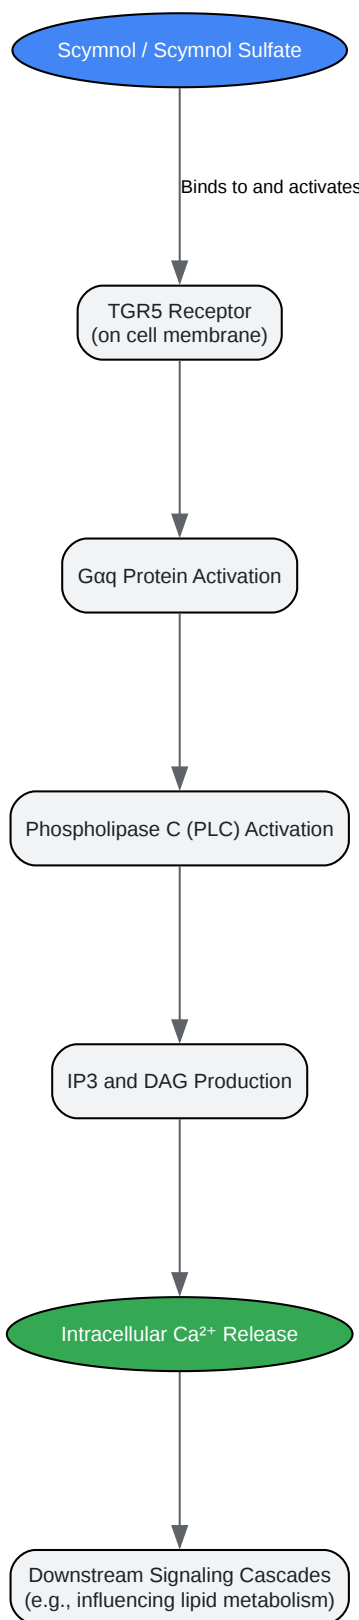 Scymnol / Scymnol Sulfate
Binds to and activates
TGR5 Receptor
(on cell membrane)
Gαq Protein Activation
Phospholipase C (PLC) Activation
IP3 and DAG Production
Intracellular Ca²⁺ Release
Downstream Signaling Cascades
(e.g., influencing lipid metabolism)